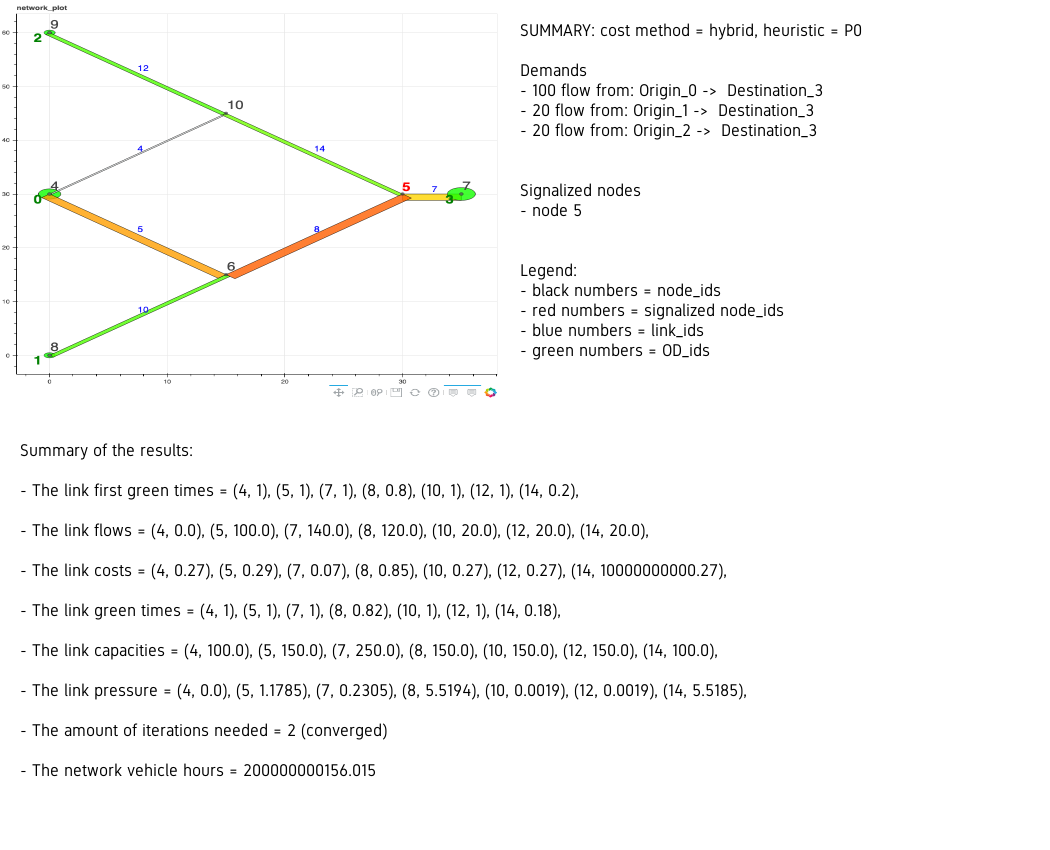 network_plot
60
50
40
30
20
10
0
0
10
20
30
9
2
12
10
4
14
4
0
5
7
7
3
5
8
6
10
8
1
SUMMARY: cost method = hybrid, heuristic = P0
Demands
- 100 flow from: Origin_0 -> Destination_3
- 20 flow from: Origin_1 -> Destination_3
- 20 flow from: Origin_2 -> Destination_3
Signalized nodes
- node 5
Legend:
- black numbers = node_ids
- red numbers = signalized node_ids
- blue numbers = link_ids
- green numbers = OD_ids
Summary of the results:
- The link first green times = (4, 1), (5, 1), (7, 1), (8, 0.8), (10, 1), (12, 1), (14, 0.2),
- The link flows = (4, 0.0), (5, 100.0), (7, 140.0), (8, 120.0), (10, 20.0), (12, 20.0), (14, 20.0),
- The link costs = (4, 0.27), (5, 0.29), (7, 0.07), (8, 0.85), (10, 0.27), (12, 0.27), (14, 10000000000.27),
- The link green times = (4, 1), (5, 1), (7, 1), (8, 0.82), (10, 1), (12, 1), (14, 0.18),
- The link capacities = (4, 100.0), (5, 150.0), (7, 250.0), (8, 150.0), (10, 150.0), (12, 150.0), (14, 100.0),
- The link pressure = (4, 0.0), (5, 1.1785), (7, 0.2305), (8, 5.5194), (10, 0.0019), (12, 0.0019), (14, 5.5185),
- The amount of iterations needed = 2 (converged)
- The network vehicle hours = 200000000156.015